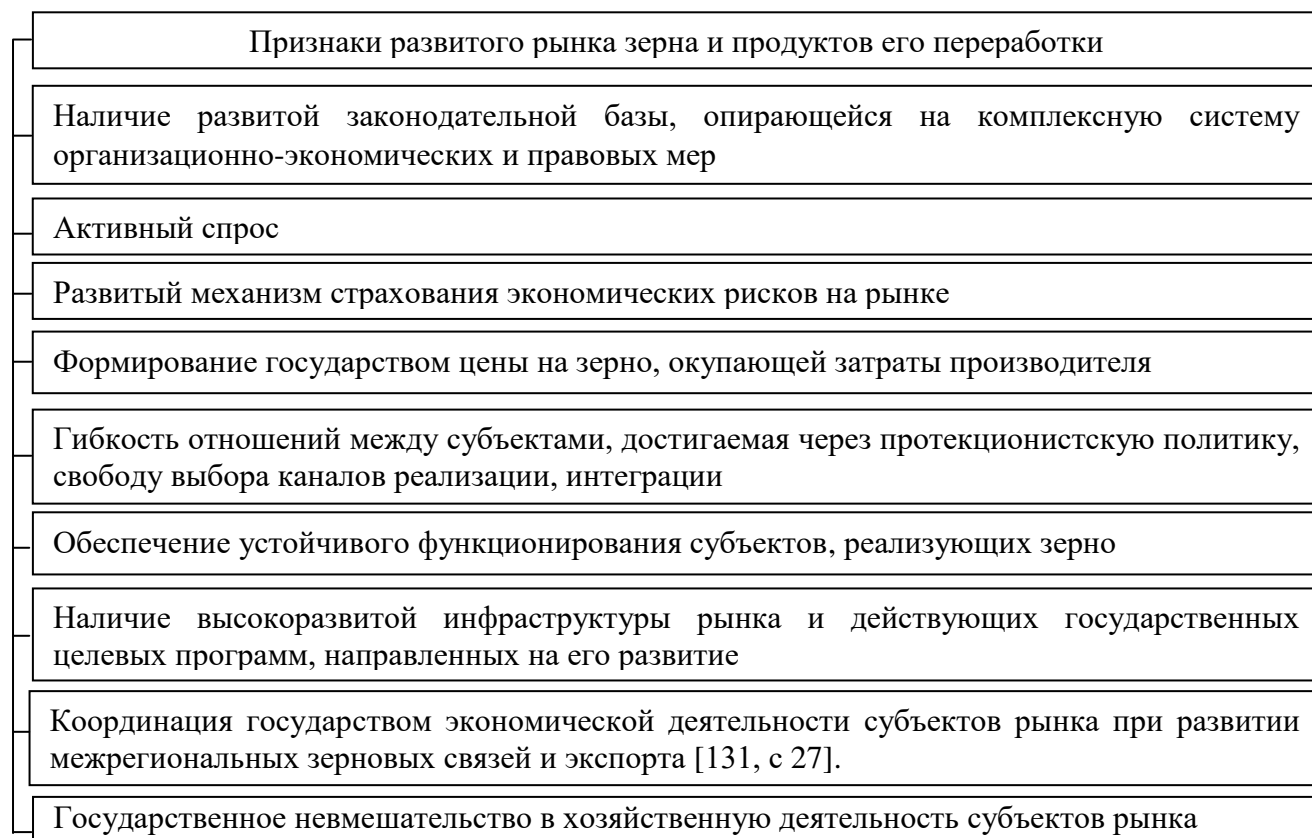 Признаки развитого рынка зерна и продуктов его переработки
Наличие развитой законодательной базы, опирающейся на комплексную систему
организационно-экономических и правовых мер
Активный спрос
Развитый механизм страхования экономических рисков на рынке
Формирование государством цены на зерно, окупающей затраты производителя
Гибкость отношений между субъектами, достигаемая через протекционистскую политику,
свободу выбора каналов реализации, интеграции
Обеспечение устойчивого функционирования субъектов, реализующих зерно
Наличие высокоразвитой инфраструктуры рынка и действующих государственных
целевых программ, направленных на его развитие
Координация государством экономической деятельности субъектов рынка при развитии
межрегиональных зерновых связей и экспорта [131, с 27].
Государственное невмешательство в хозяйственную деятельность субъектов рынка